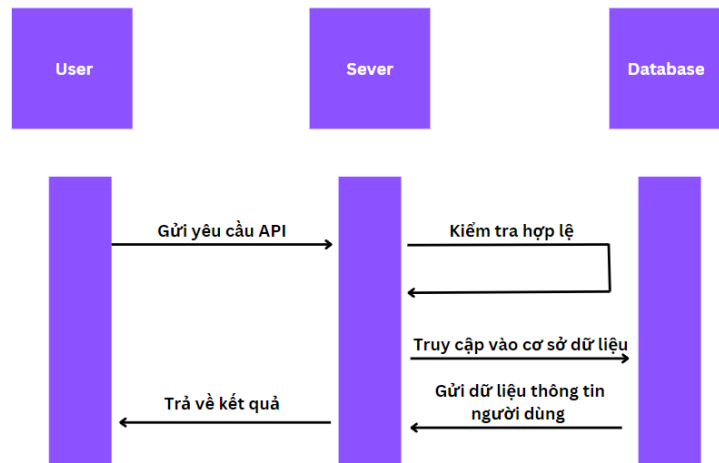 User
Sever
Database
Gửi yêu cầu API
Kiểm tra hợp lệ
Truy cập vào cơ sở dữ liệu
Trả về kết quả
Gửi dữ liệu thông tin
người dùng